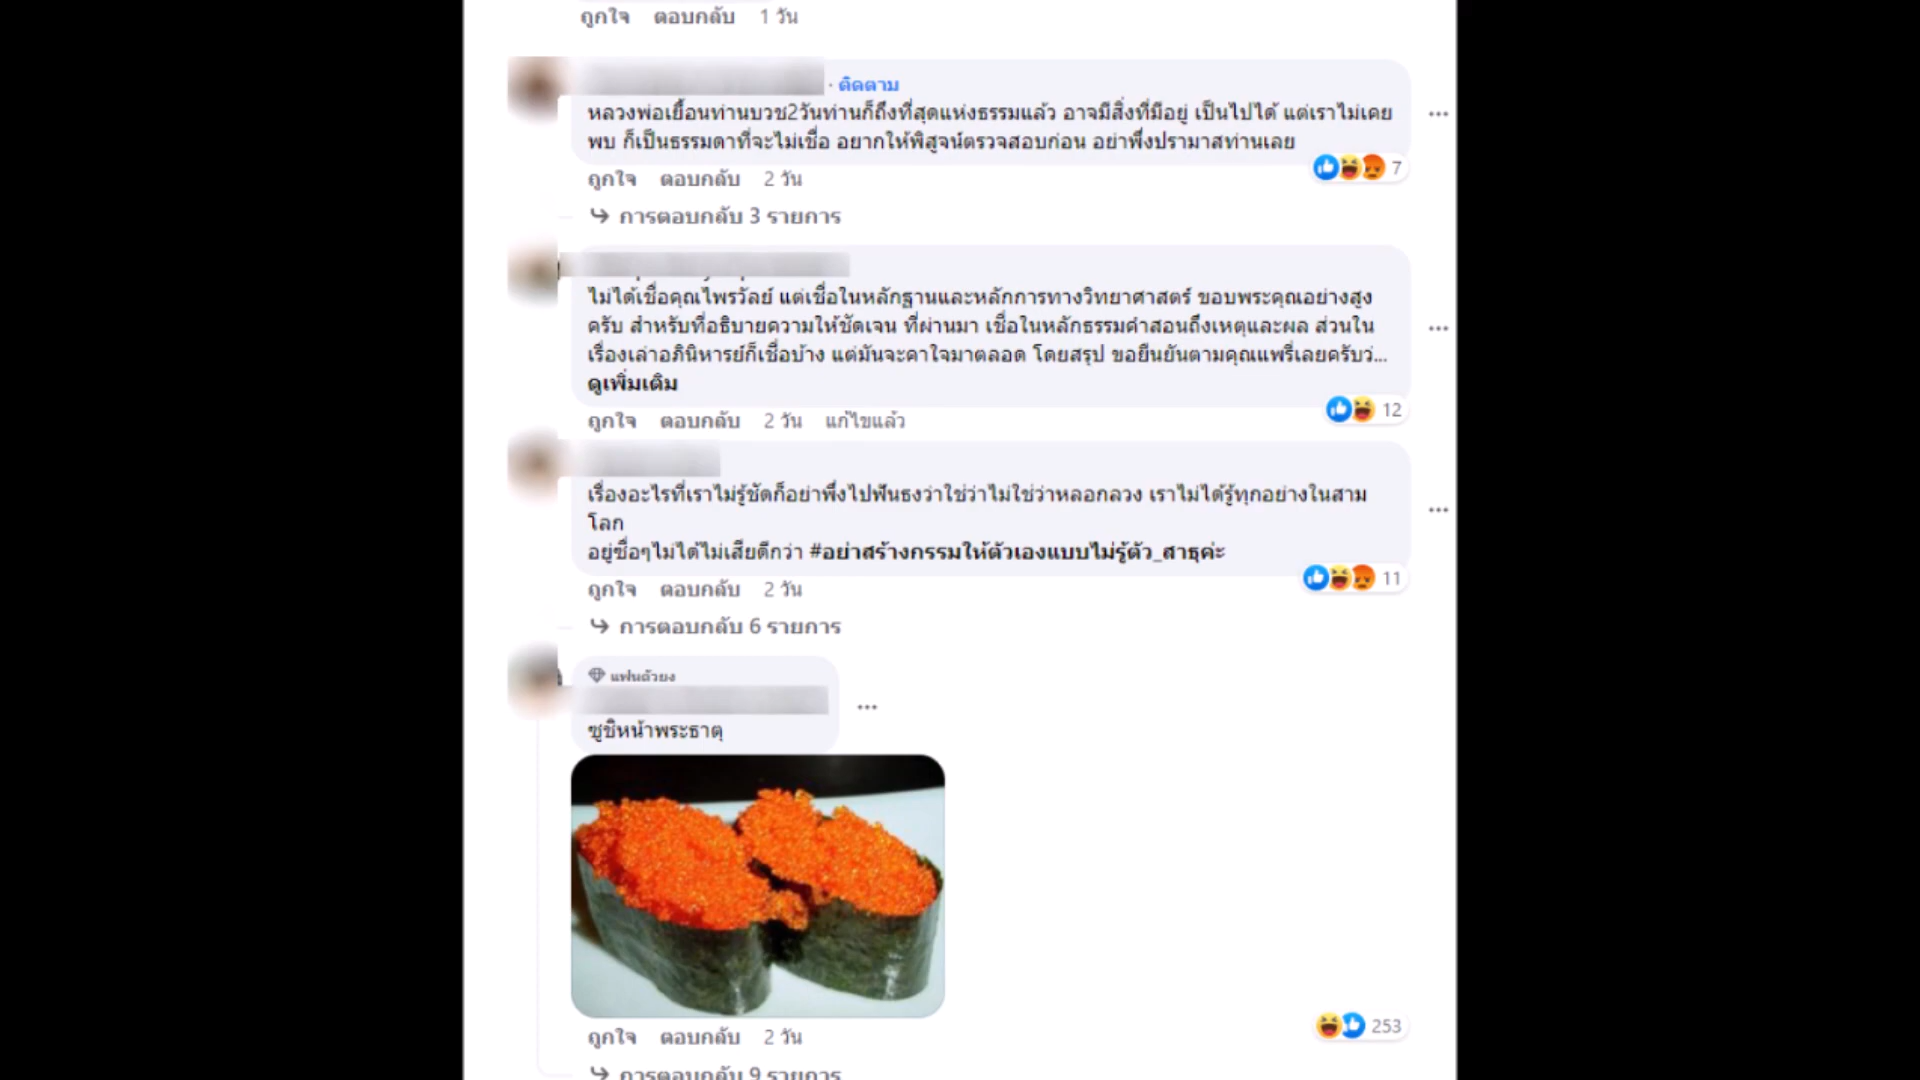 ถูกใจ ตอบกลับ 1 วัน
· ติดตาม
หลวงพ่อเยื้อนท่านบวช2วันท่านก็ถึงที่สุดแห่งธรรมแล้ว อาจมีสิ่งที่มีอยู่ เป็นไปได้ แต่เราไม่เคย
พบ ก็เป็นธรรมดาที่จะไม่เชื่อ อยากให้พิสูจน์ตรวจสอบก่อน อย่าพึ่งปรามาสท่านเลย
7
ถูกใจ ตอบกลับ 2 วัน
การตอบกลับ 3 รายการ
ไม่ได้เชื่อคุณไพรวัลย์ แต่เชื่อในหลักฐานและหลักการทางวิทยาศาสตร์ ขอบพระคุณอย่างสูง
ครับ สำหรับที่อธิบายความให้ชัดเจน ที่ผ่านมา เชื่อในหลักธรรมคำสอนถึงเหตุและผล ส่วนใน
เรื่องเล่าอภินิหารย์ก็เชื่อบ้าง แต่มันจะคาใจมาตลอด โดยสรุป ขอยืนยันตามคุณแพรี่เลยครับว่...
ดูเพิ่มเติม
12
ถูกใจ ตอบกลับ 2 วัน แก้ไขแล้ว
เรื่องอะไรที่เราไม่รู้ชัดก็อย่าพึ่งไปฟันธงว่าใช่ว่าไม่ใช่ว่าหลอกลวง เราไม่ได้รู้ทุกอย่างในสาม
โลก
อยู่ซื่อๆไม่ได้ไม่เสียดีกว่า #อย่าสร้างกรรมให้ตัวเองแบบไม่รู้ตัว_สาธุค่ะ
11
ถูกใจ ตอบกลับ 2 วัน
การตอบกลับ 6 รายการ
แฟนตัวยง
ซูชิหน้าพระธาตุ
253
ถูกใจ ตอบกลับ 2 วัน
การตอบกลับ 9 รายการ